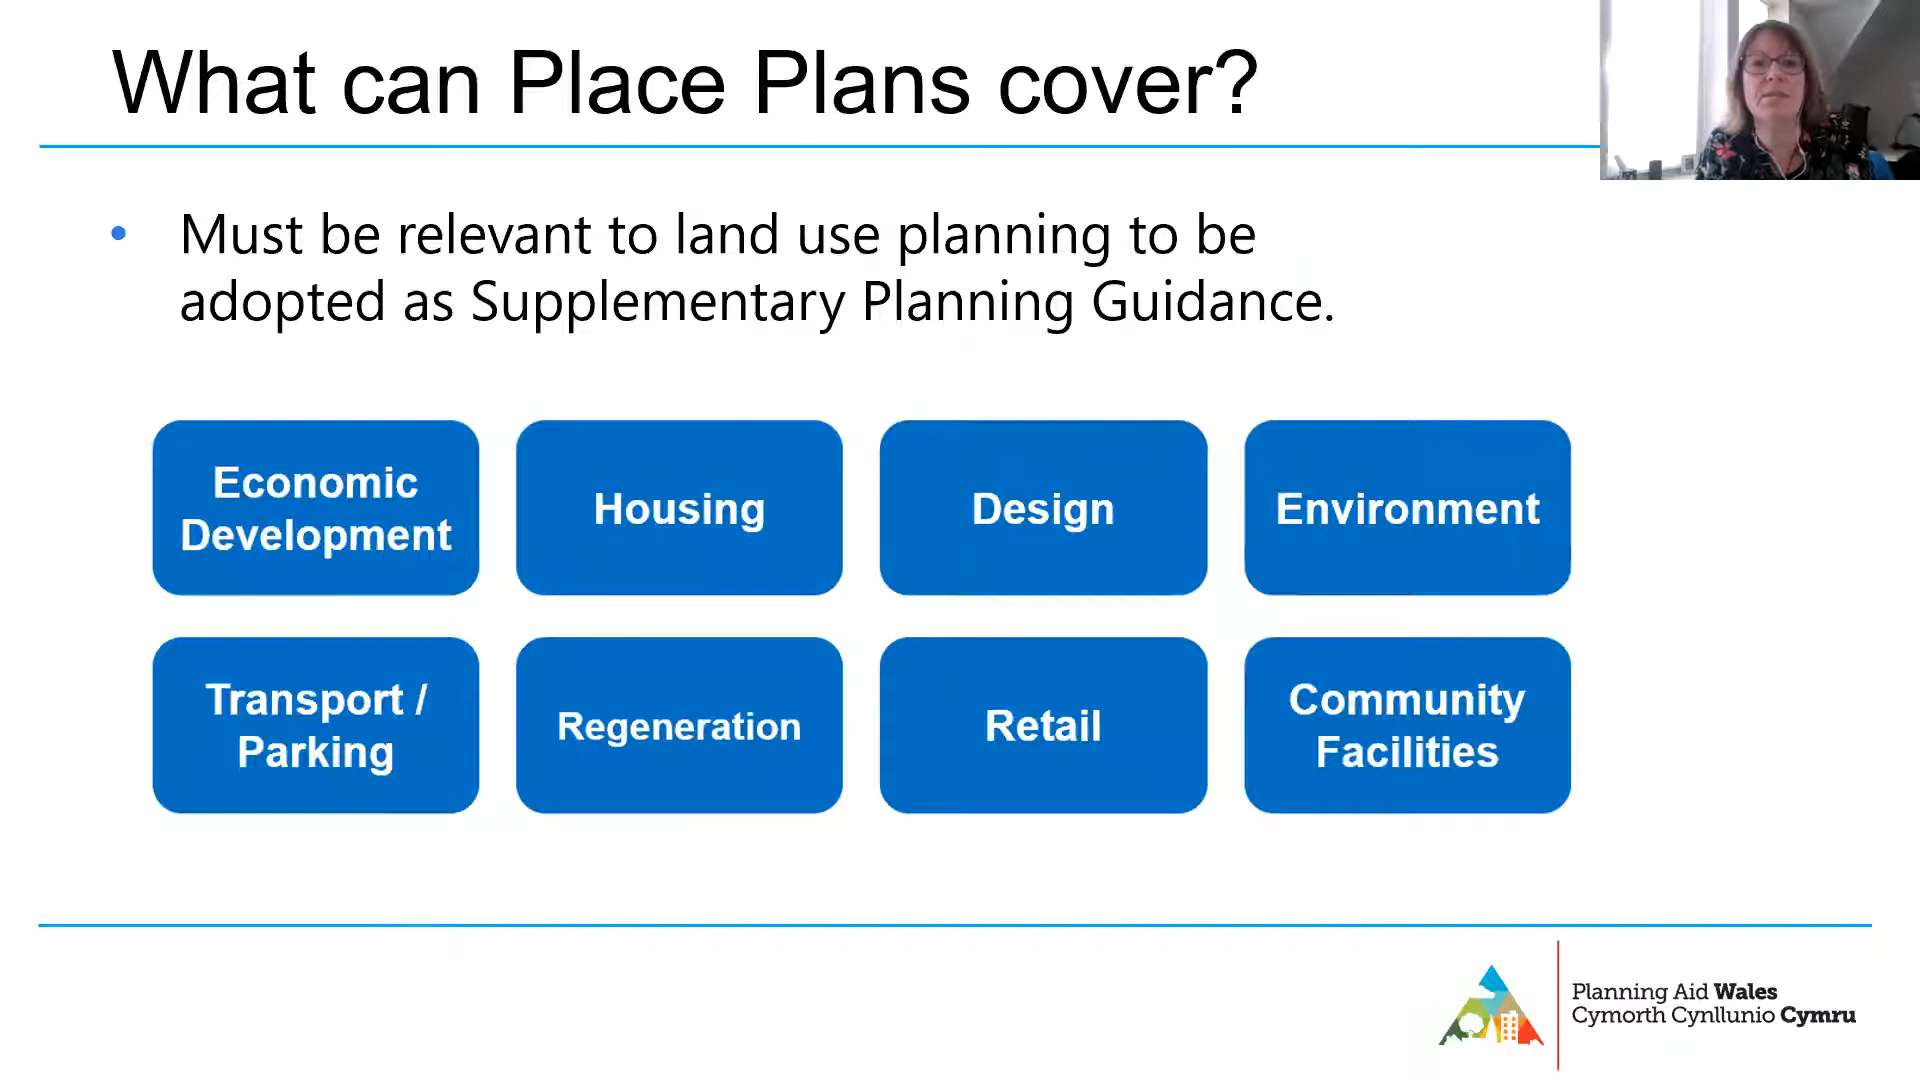 What can Place Plans cover?
• Must be relevant to land use planning to be
adopted as Supplementary Planning Guidance.
Economic
Development
Housing
Design
Environment
Transport /
Parking
Regeneration
Retail
Community
Facilities
Planning Aid Wales
Cymorth Cynllunio Cymru